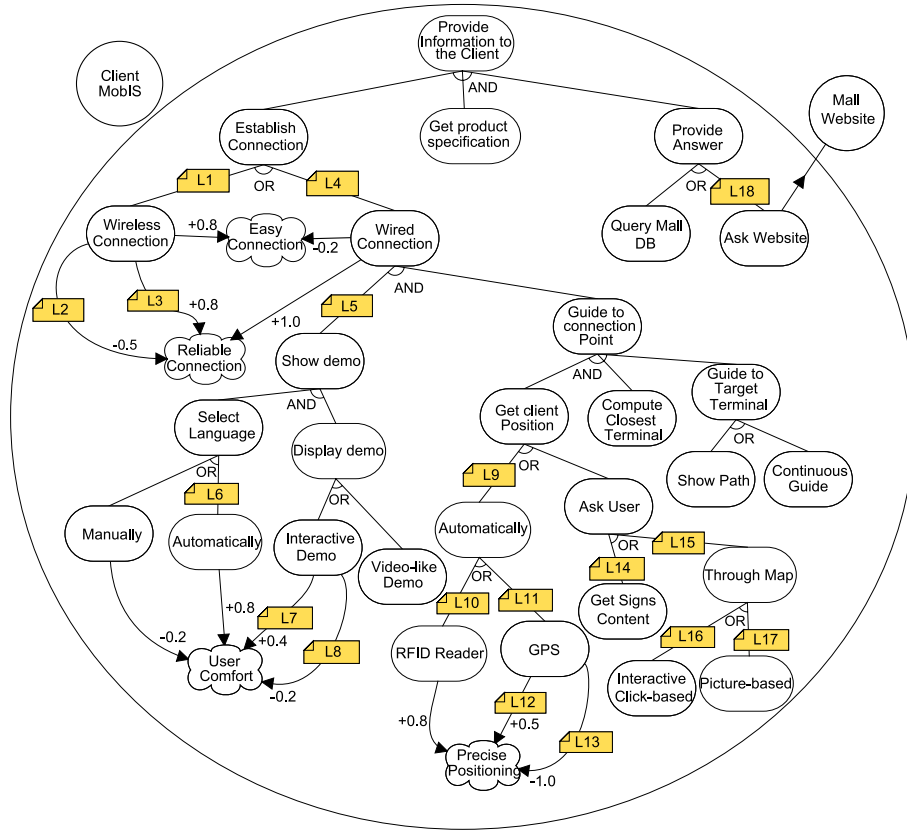 Provide
Information to
the Client
AND
Client
MobIS
Mall
Website
Establish
Connection
Get product
specification
Provide
Answer
L1
OR
L4
OR
L18
Wireless
Connection
+0.8
Easy
Connection
-0.2
Wired
Connection
Query Mall
DB
Ask Website
AND
L2
L3
+0.8
L5
+1.0
-0.5
Reliable
Connection
Guide to
connection
Point
Show demo
AND
AND
Guide to
Target
Terminal
Select
Language
Get client
Position
Compute
Closest
Terminal
OR
Display demo
OR
L9
OR
OR
Show Path
Continuous
Guide
L6
Manually
Automatically
Interactive
Demo
Video-like
Demo
Automatically
Ask User
OR
L15
L14
OR
L10
L11
Get Signs
Content
Through Map
OR
+0.8
L7
L16
L17
-0.2
+0.4
L8
RFID Reader
GPS
User
Comfort
-0.2
Interactive
Click-based
Picture-based
L12
+0.8
+0.5
L13
Precise
Positioning
-1.0